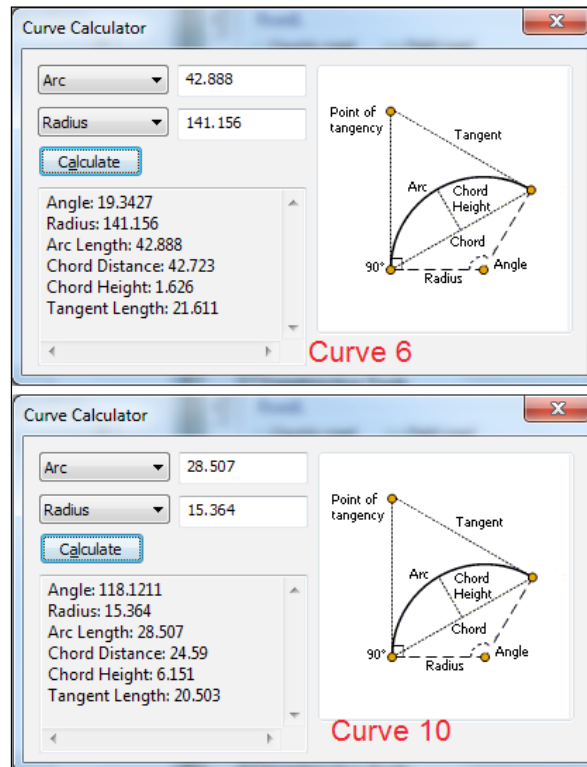 Curve Calculator
Arc 42.888
Radius 141.156
Calculate
Angle: 19.3427
Radius: 141.156
Arc Length: 42.888
Chord Distance: 42.723
Chord Height: 1.626
Tangent Length: 21.611
Point of
tangency
Tangent
Arc
Chord
Height
Chord
90°
Radius
Angle
Curve 6
Curve Calculator
Arc 28.507
Radius 15.364
Calculate
Angle: 118.1211
Radius: 15.364
Arc Length: 28.507
Chord Distance: 24.59
Chord Height: 6.151
Tangent Length: 20.503
Point of
tangency
Tangent
Arc
Chord
Height
Chord
90°
Radius
Angle
Curve 10